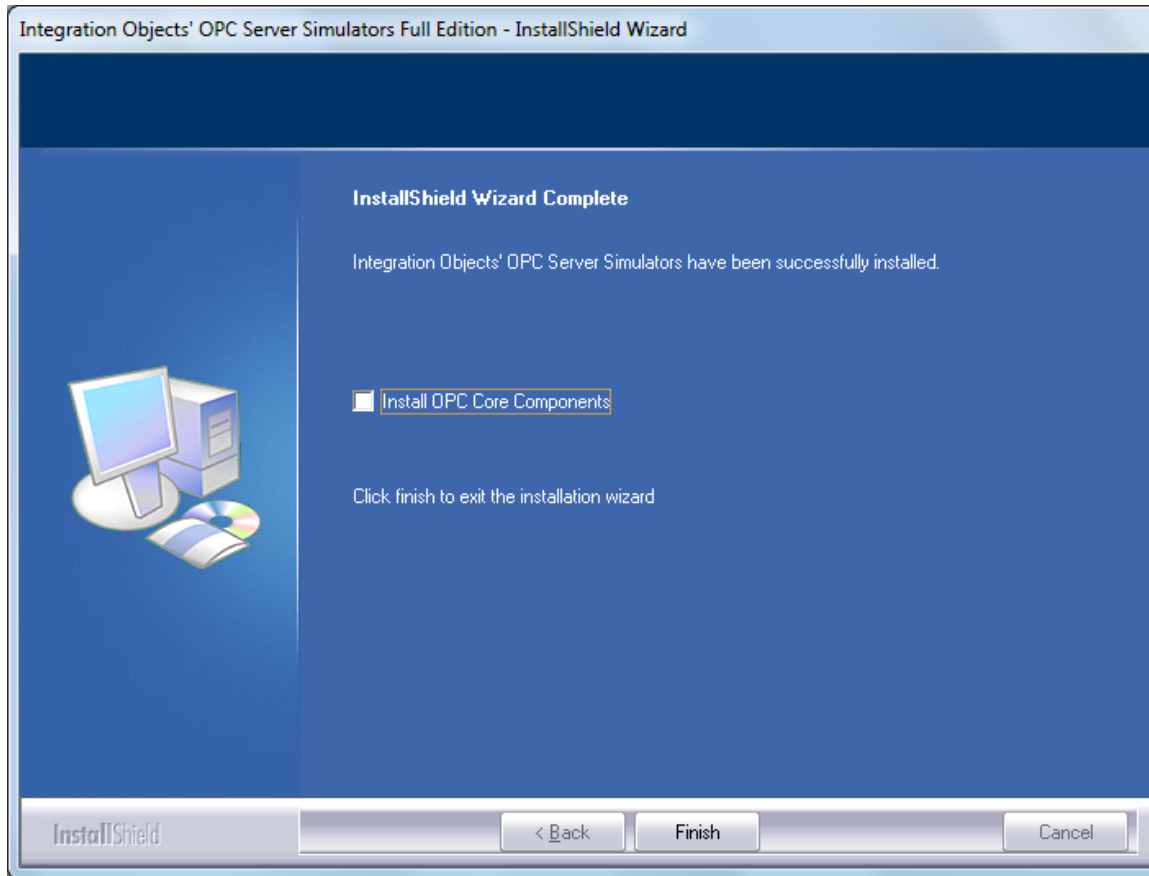 Integration Objects' OPC Server Simulators Full Edition - InstallShield Wizard
InstallShield Wizard Complete
Integration Objects' OPC Server Simulators have been successfully installed.
Install OPC Core Components
Click finish to exit the installation wizard
InstallShield
< Back
Finish
Cancel